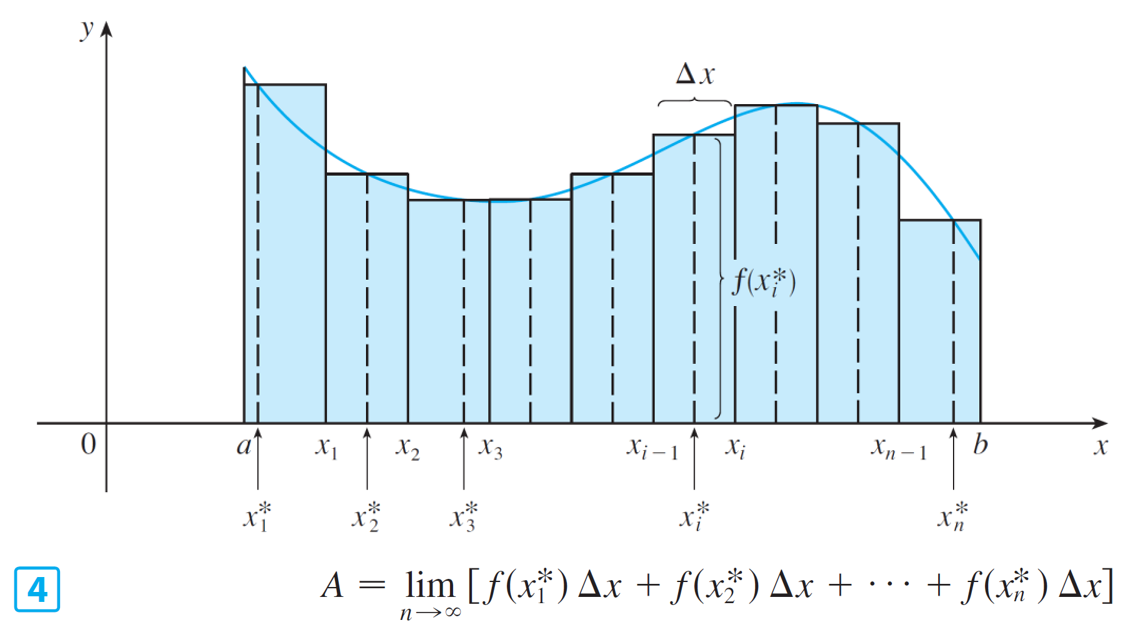 y
Δx
f(x_i^*)
0 a x_1 x_2 x_3 x_{i-1} x_i x_{n-1} b x
x_1^* x_2^* x_3^* x_i^* x_n^*
4 A = lim_{n→∞} [f(x_1^*) Δx + f(x_2^*) Δx + · · · + f(x_n^*) Δx]